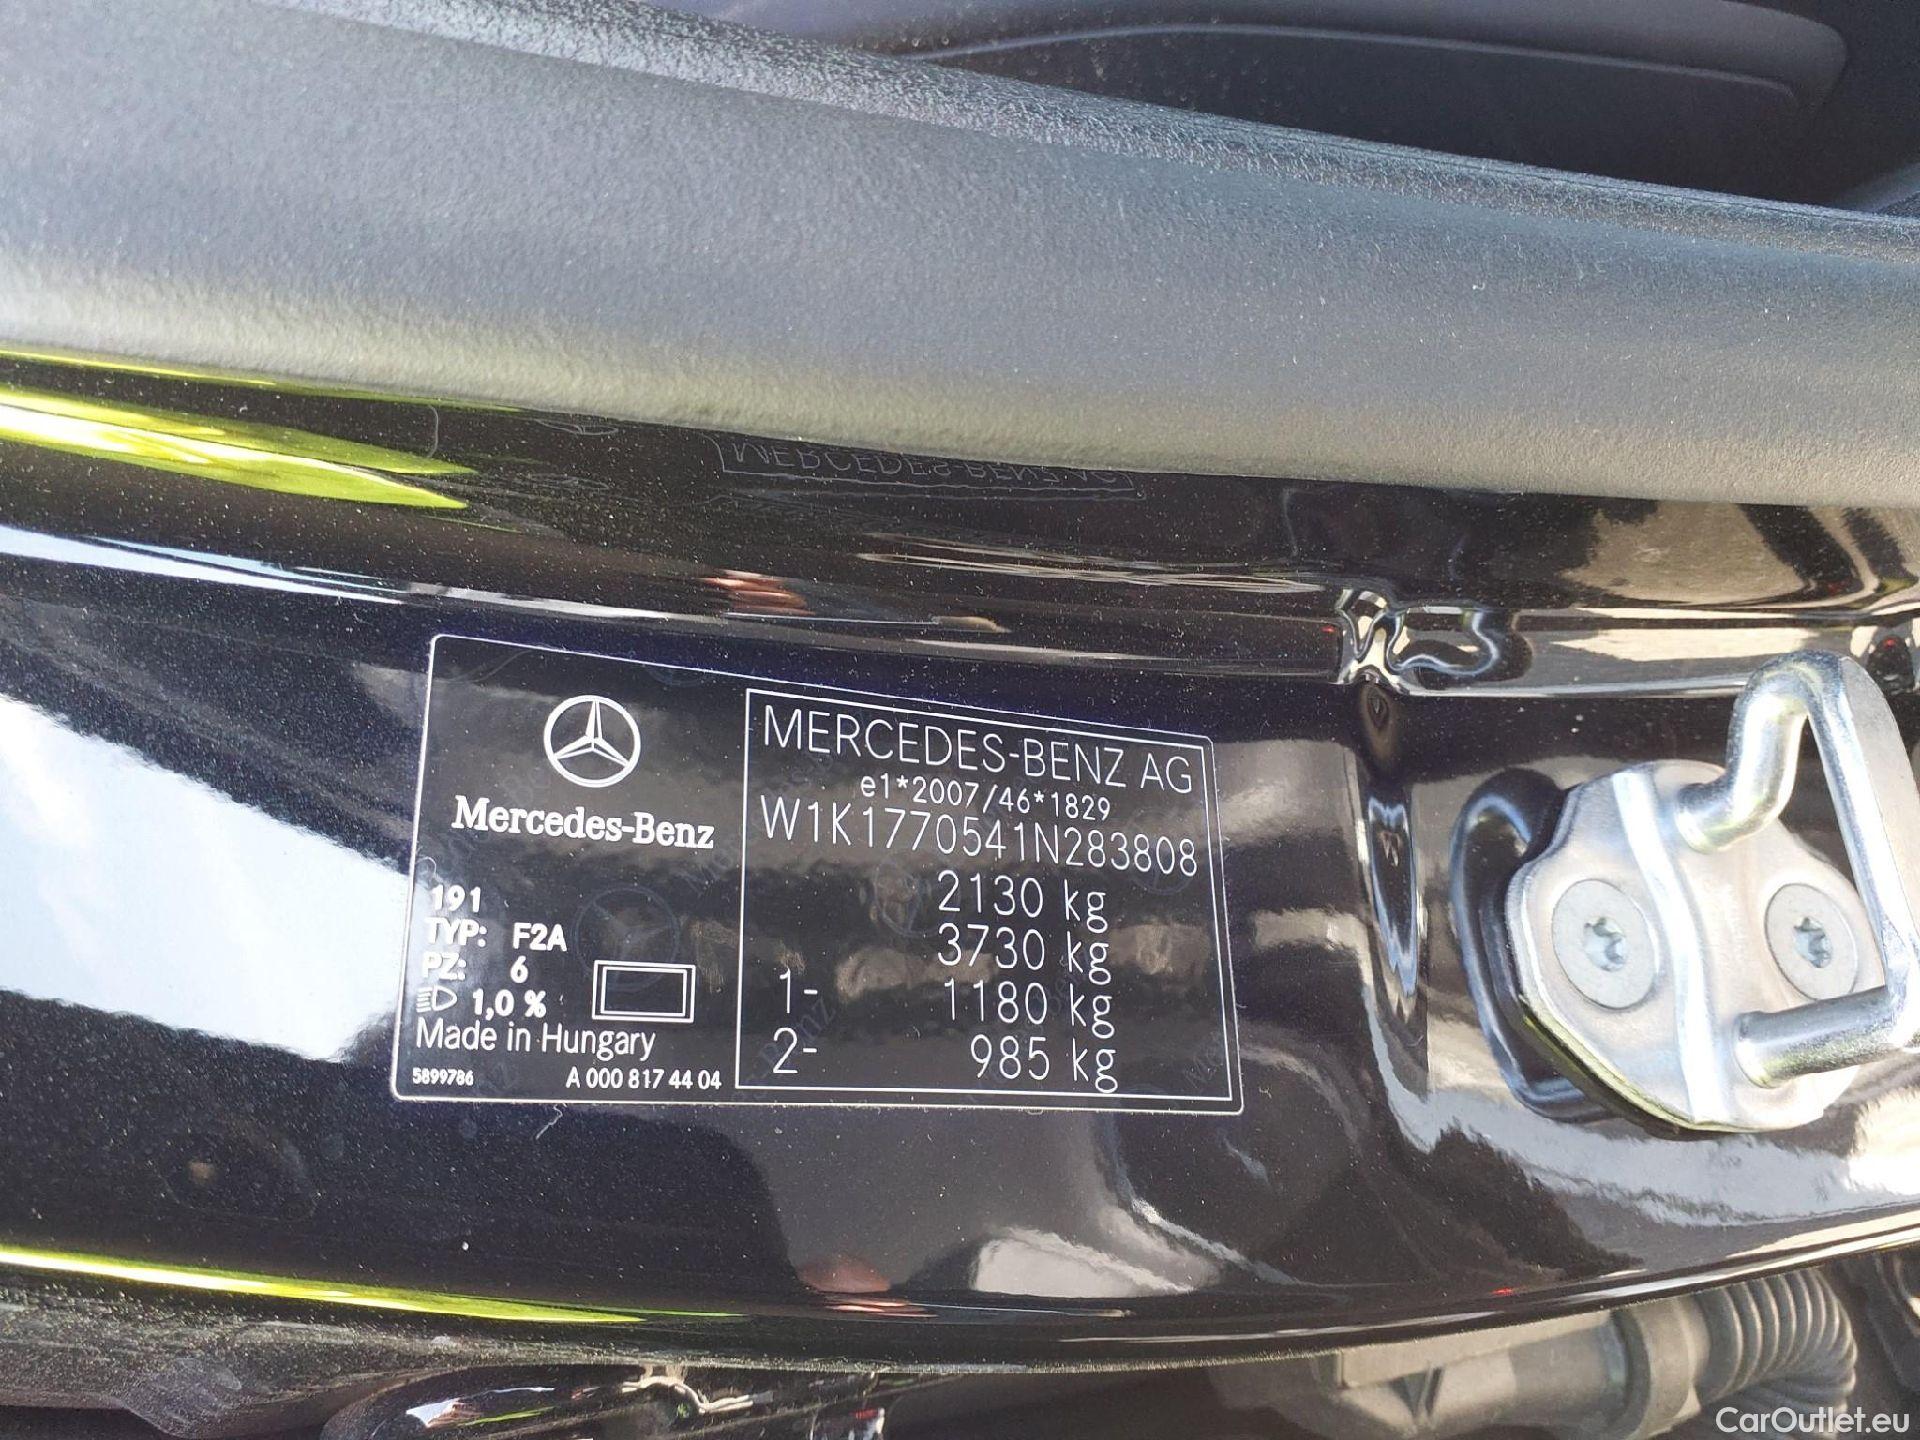 Mercedes-Benz
191
TYP: F2A
PZ: 6
1,0 %
Made in Hungary
5899786 A 000 817 44 04
MERCEDES-BENZ AG
e1*2007/46*1829
W1K1770541N283808
2130 kg
3730 kg
1- 1180 kg
2- 985 kg
CarOutlet.eu